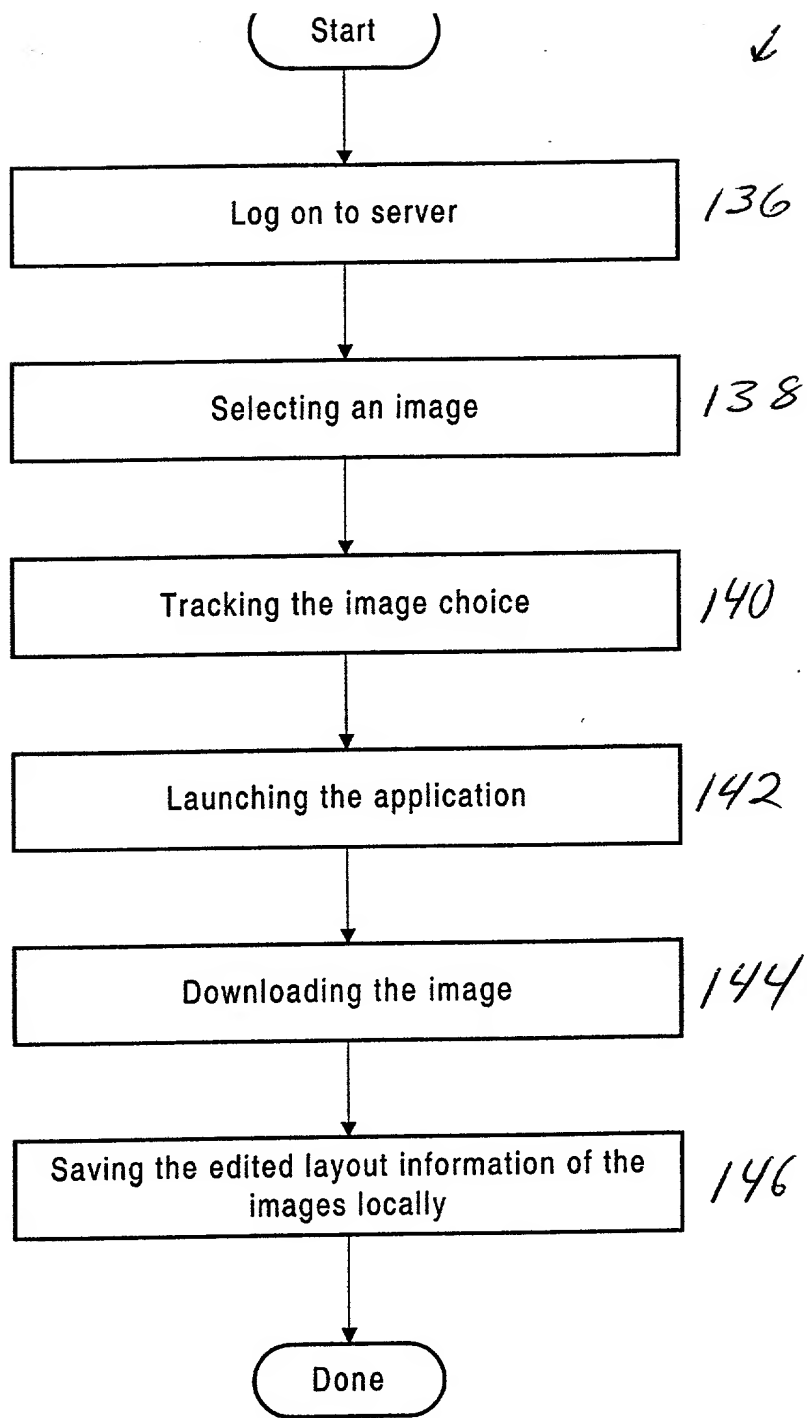 Start
Log on to server
136
Selecting an image
138
Tracking the image choice
140
Launching the application
142
Downloading the image
144
Saving the edited layout information of the
images locally
146
Done